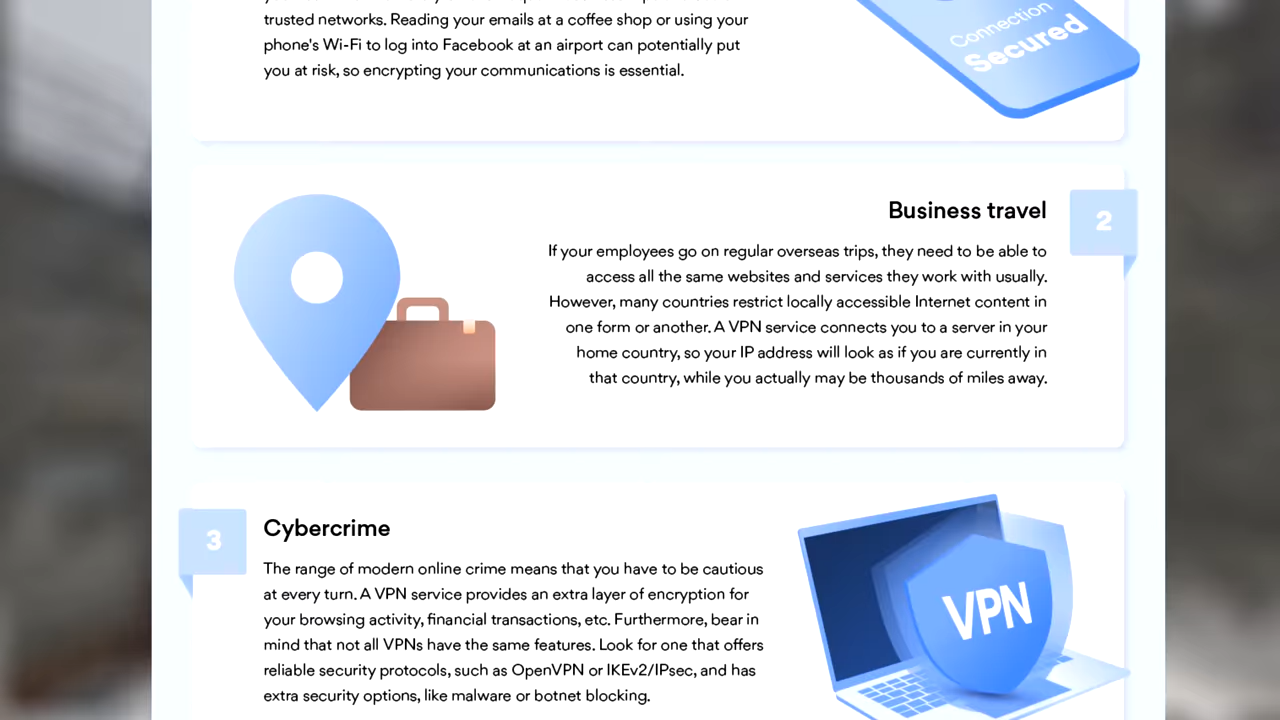 trusted networks. Reading your emails at a coffee shop or using your
phone's Wi-Fi to log into Facebook at an airport can potentially put
you at risk, so encrypting your communications is essential.
Connection
Secured
Business travel
2
If your employees go on regular overseas trips, they need to be able to
access all the same websites and services they work with usually.
However, many countries restrict locally accessible Internet content in
one form or another. A VPN service connects you to a server in your
home country, so your IP address will look as if you are currently in
that country, while you actually may be thousands of miles away.
3
Cybercrime
The range of modern online crime means that you have to be cautious
at every turn. A VPN service provides an extra layer of encryption for
your browsing activity, financial transactions, etc. Furthermore, bear in
mind that not all VPNs have the same features. Look for one that offers
reliable security protocols, such as OpenVPN or IKEv2/IPsec, and has
extra security options, like malware or botnet blocking.
VPN